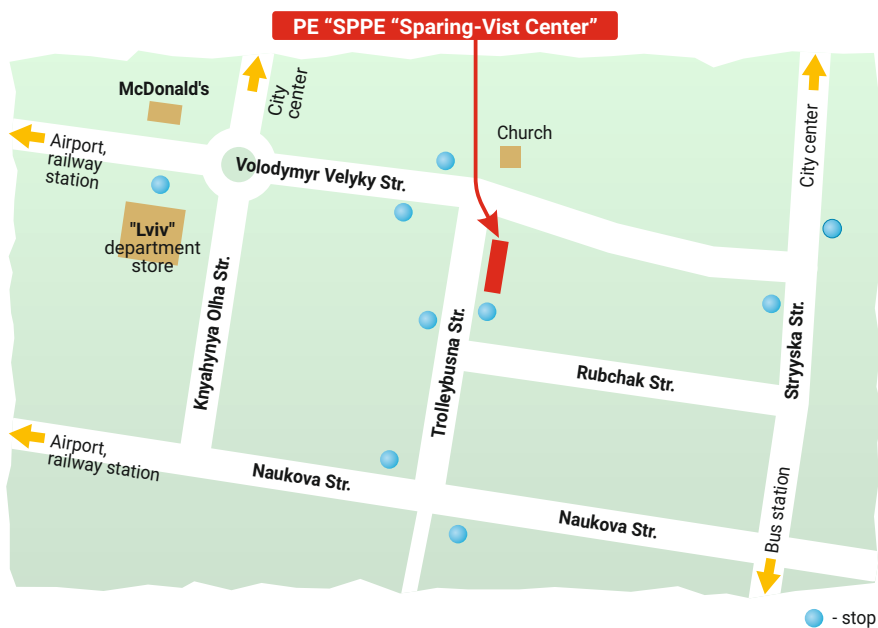 PE “SPPE “Sparing-Vist Center”
McDonald's
City
center
Church
City center
Airport,
railway
station
Volodymyr Velyky Str.
"Lviv"
department
store
Knyahynya Olha Str.
Trolleybusna Str.
Stryyska Str.
Rubchak Str.
Airport,
railway station
Naukova Str.
Naukova Str.
Bus station
- stop